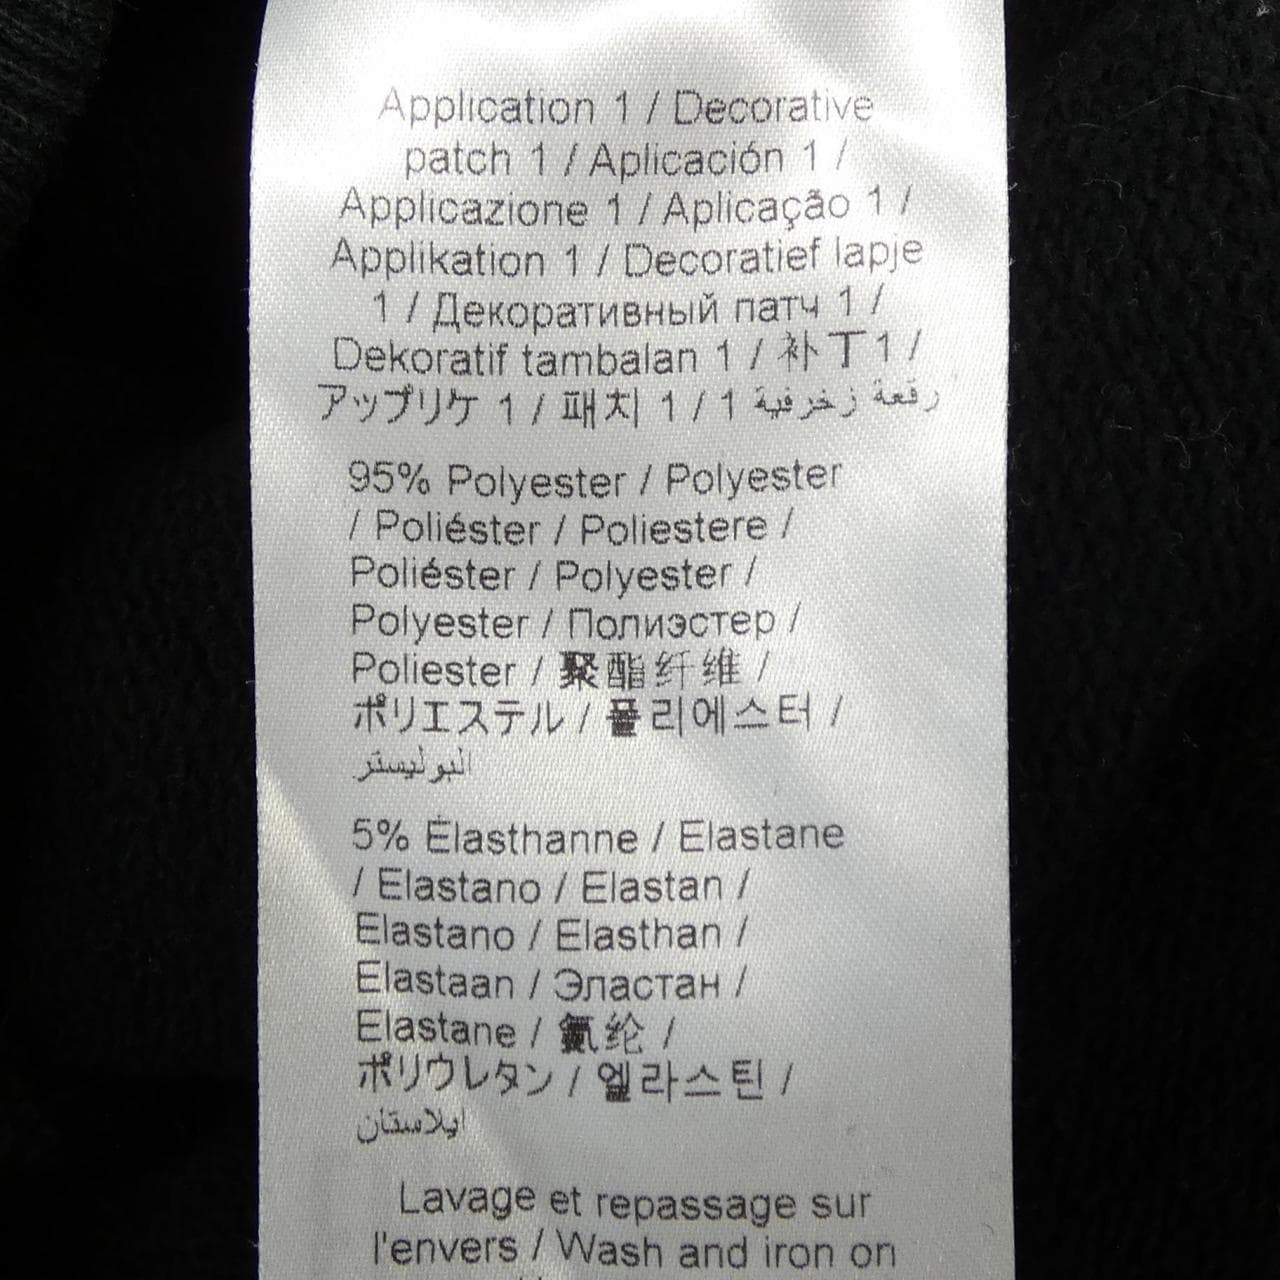 Application 1 / Decorative
patch 1 / Aplicación 1 /
Applicazione 1 / Aplicação 1 /
Applikation 1 / Decoratief lapje
1 / Декоративный патч 1 /
Dekoratif tambalan 1 / 补丁1 /
アップリケ 1 / 패치 1 / 1 رقعة زخرفية
95% Polyester / Polyester
/ Poliéster / Poliestere /
Poliéster / Polyester /
Polyester / Полиэстер /
Poliester / 聚酯纤维 /
ポリエステル / 폴리에스터 /
البوليستر
5% Élasthanne / Elastane
/ Elastano / Elastan /
Elastano / Elasthan /
Elastaan / Эластан /
Elastane / 氨纶 /
ポリウレタン / 엘라스틴 /
ايلاستان
Lavage et repassage sur
l'envers / Wash and iron on